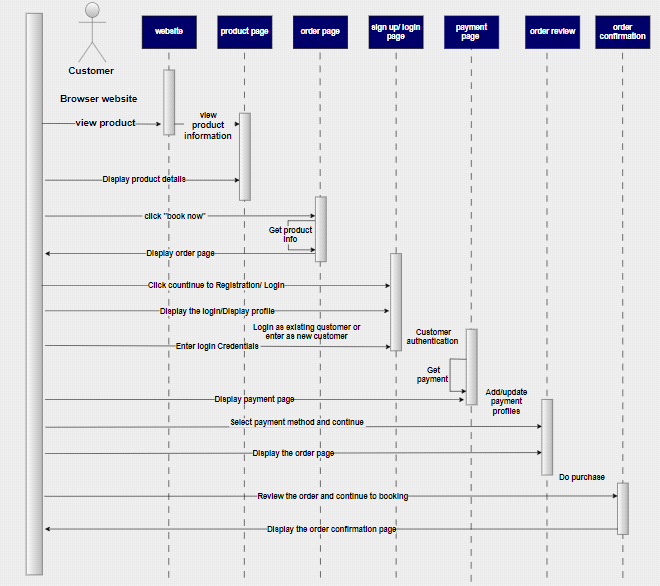 website
product page
order page
sign up/ login
page
payment
page
order review
order
confirmation
Customer
Browser website
view product
view
product
information
Display product details
click "book now"
Get product
info
Display order page
Click countinue to Registration/ Login
Display the login/Display profile
Login as existing qustomer or
enter as new customer
Customer
authentication
Enter login Credentials
Get
payment
Add/update
payment
profiles
Display payment page
Select payment method and continue
Display the order page
Do purchase
Review the order and continue to booking
Display the order confirmation page